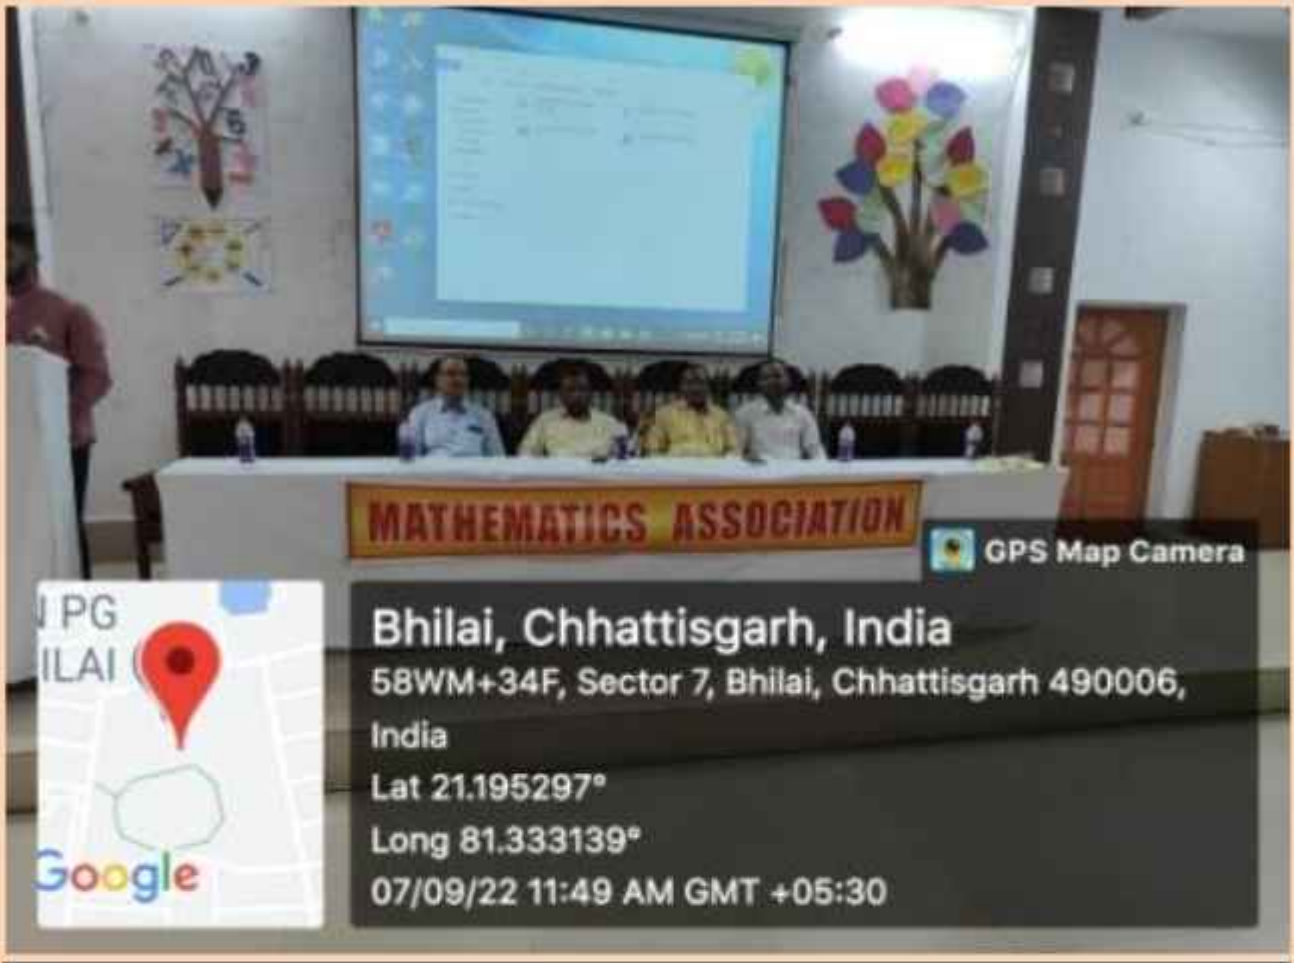 MATHEMATICS ASSOCIATION
GPS Map Camera
N PG
ILAI (
Google
Bhilai, Chhattisgarh, India
58WM+34F, Sector 7, Bhilai, Chhattisgarh 490006,
India
Lat 21.195297°
Long 81.333139°
07/09/22 11:49 AM GMT +05:30